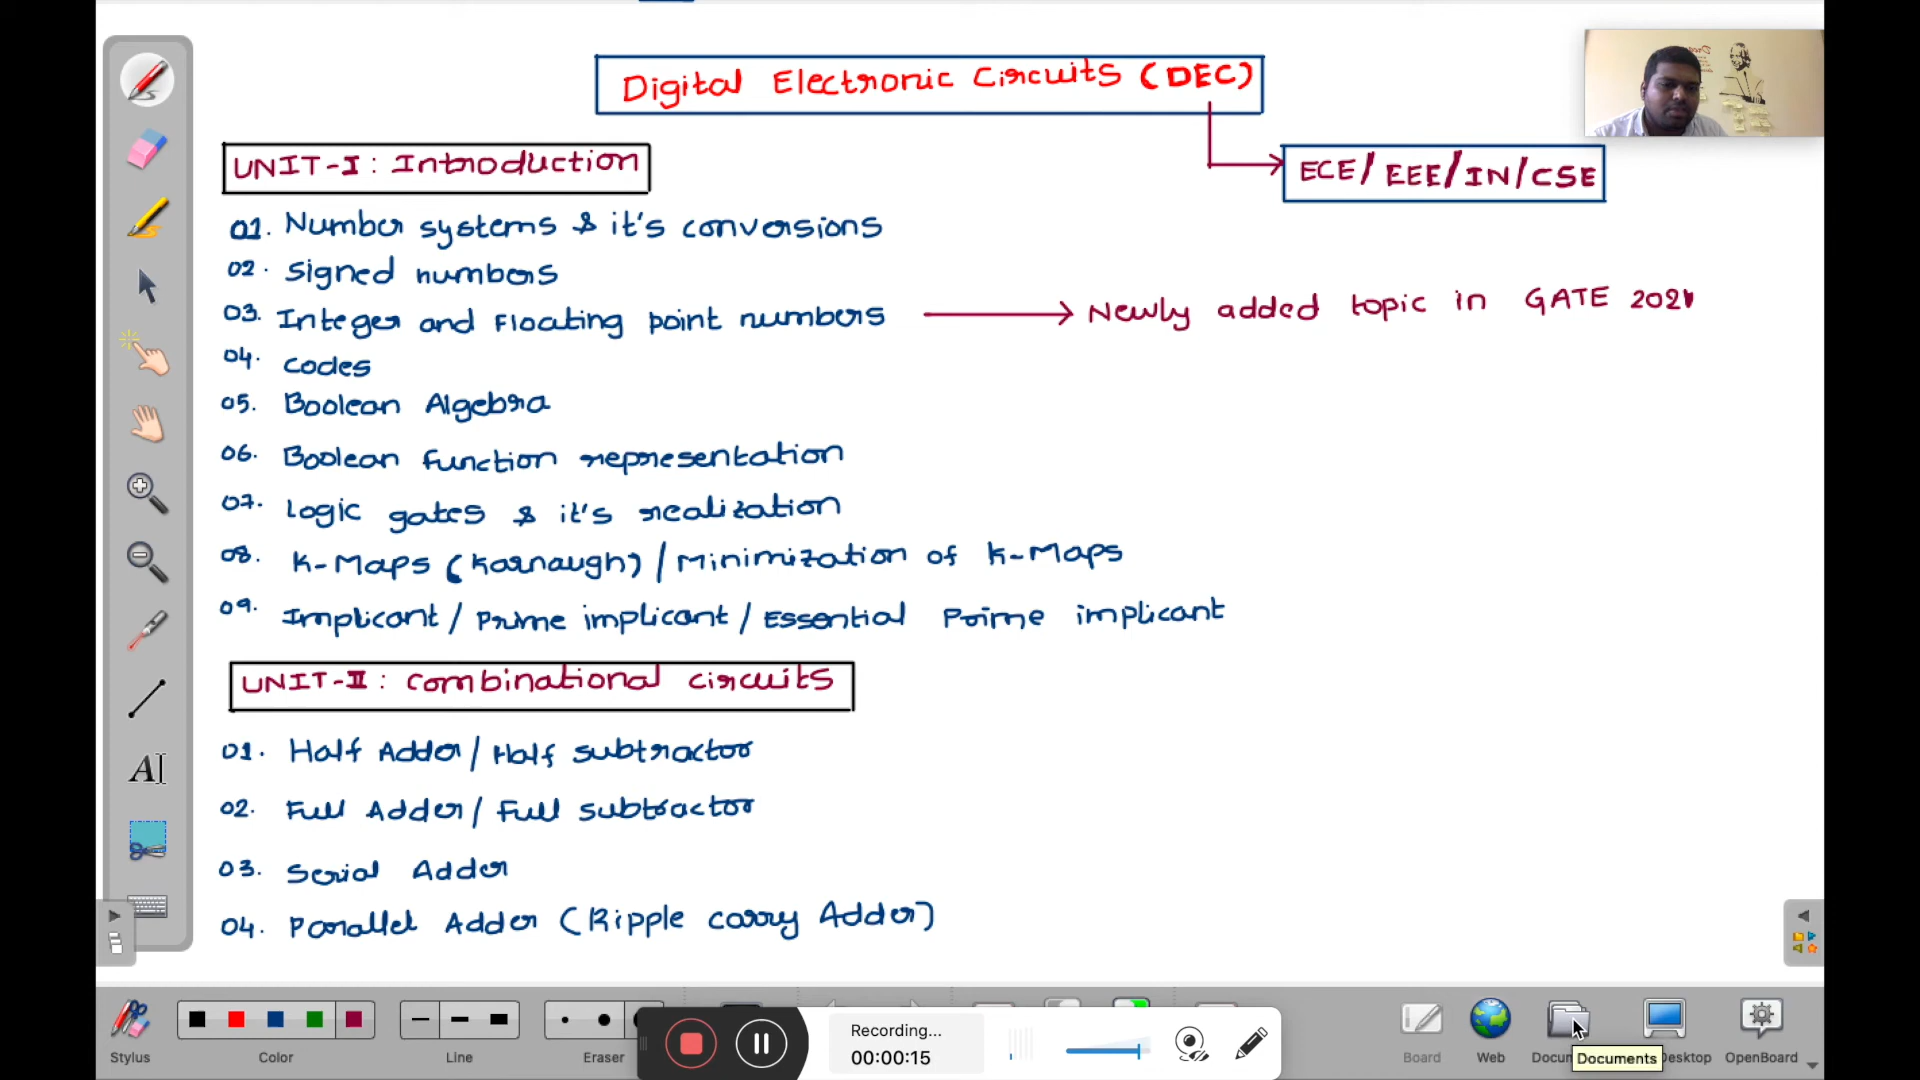 Digital Electronic Circuits (DEC)
UNIT-I : Introduction
ECE/ EEE/IN/CSE
01. Number systems & it's conversions
02. Signed numbers
03. Integer and Floating point numbers → Newly added topic in GATE 2021
04. Codes
05. Boolean Algebra
06. Boolean function representation
07. Logic gates & it's realization
08. K-Maps (Karnaugh) / Minimization of K-Maps
09. Implicant / Prime implicant / Essential Prime implicant
UNIT-II : Combinational circuits
01. Half Adder / Half subtractor
02. Full Adder / Full subtractor
03. Serial Adder
04. Parallel Adder (Ripple carry Adder)
Recording...
00:00:15
Stylus Color Line Eraser Board Web Docum Documents Desktop OpenBoard